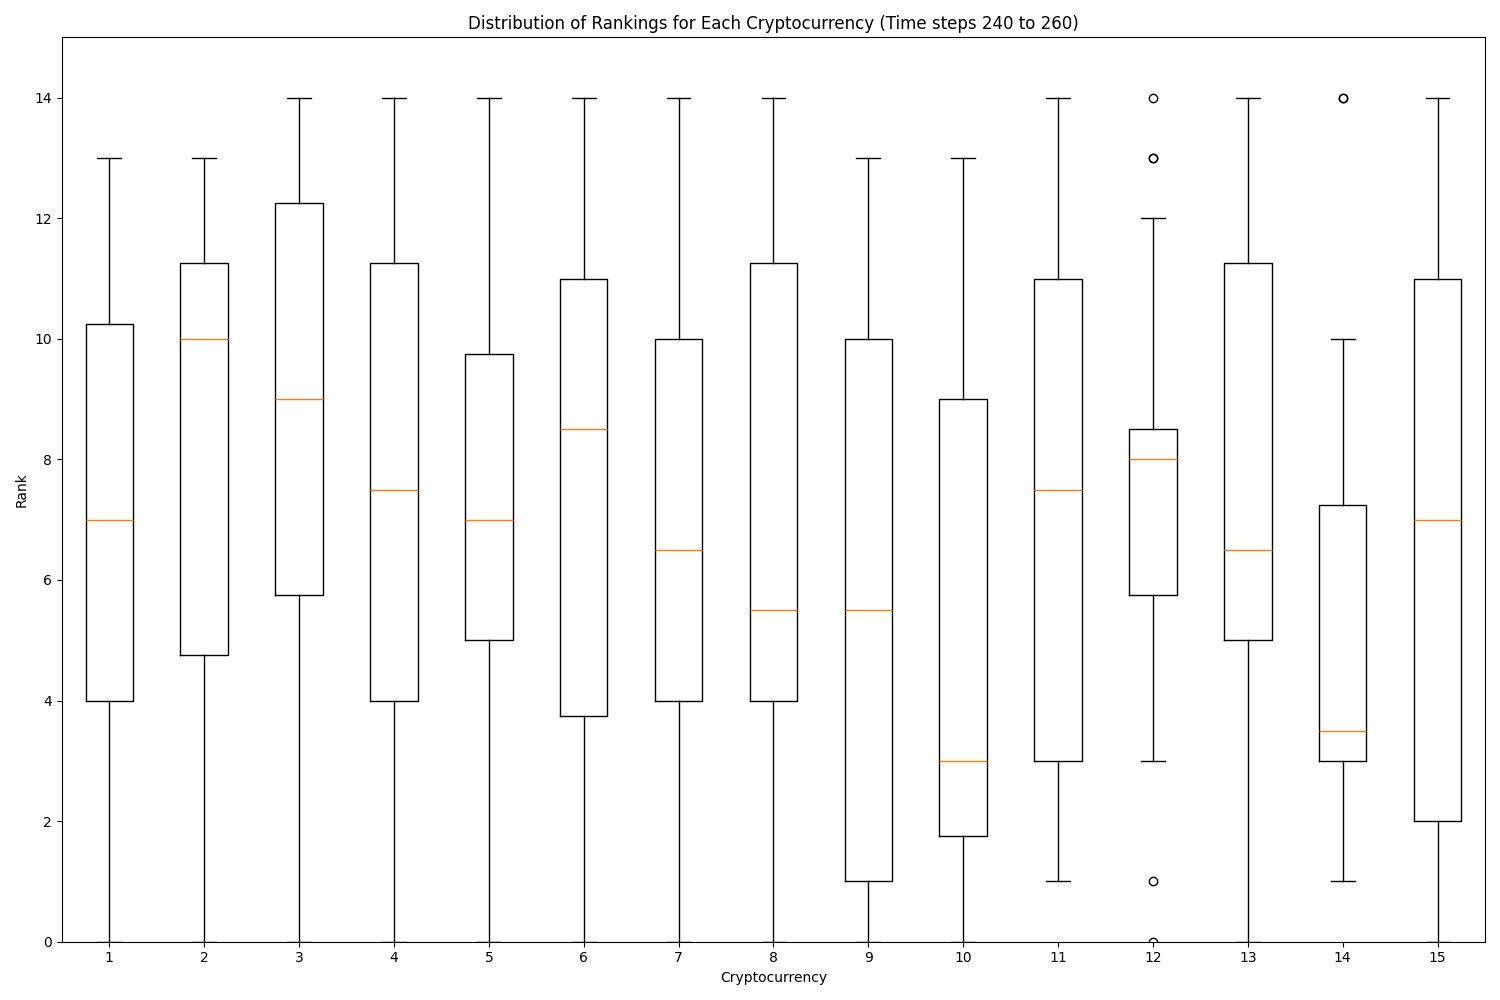 Distribution of Rankings for Each Cryptocurrency (Time steps 240 to 260)
14
12
10
8
6
4
2
0
Rank
1 2 3 4 5 6 7 8 9 10 11 12 13 14 15
Cryptocurrency